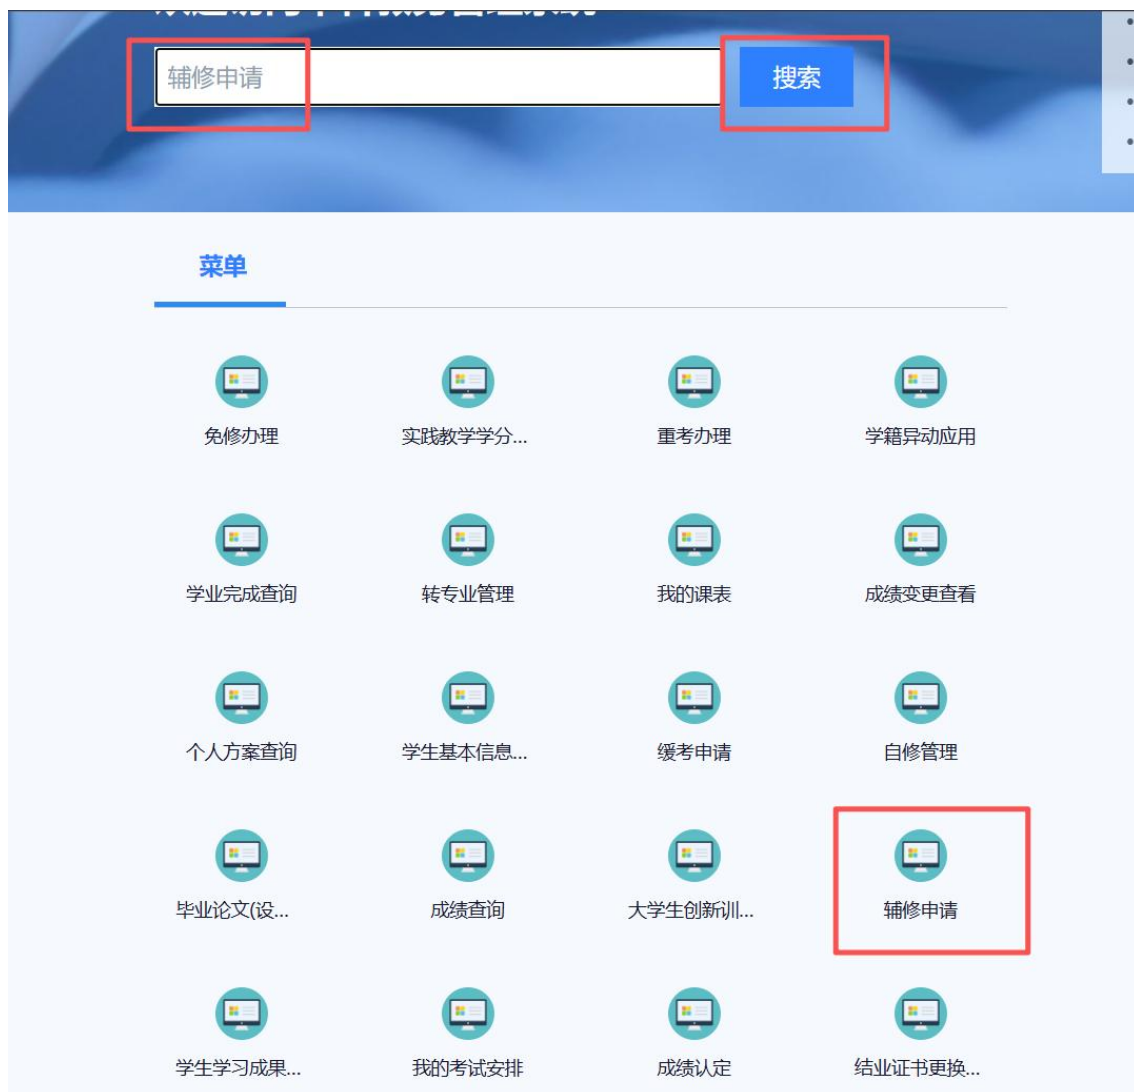 辅修申请 搜索
菜单
免修办理 实践教学学分... 重考办理 学籍异动应用
学业完成查询 转专业管理 我的课表 成绩变更查看
个人方案查询 学生基本信息... 缓考申请 自修管理
毕业论文(设... 成绩查询 大学生创新训... 辅修申请
学生学习成果... 我的考试安排 成绩认定 结业证书更换...